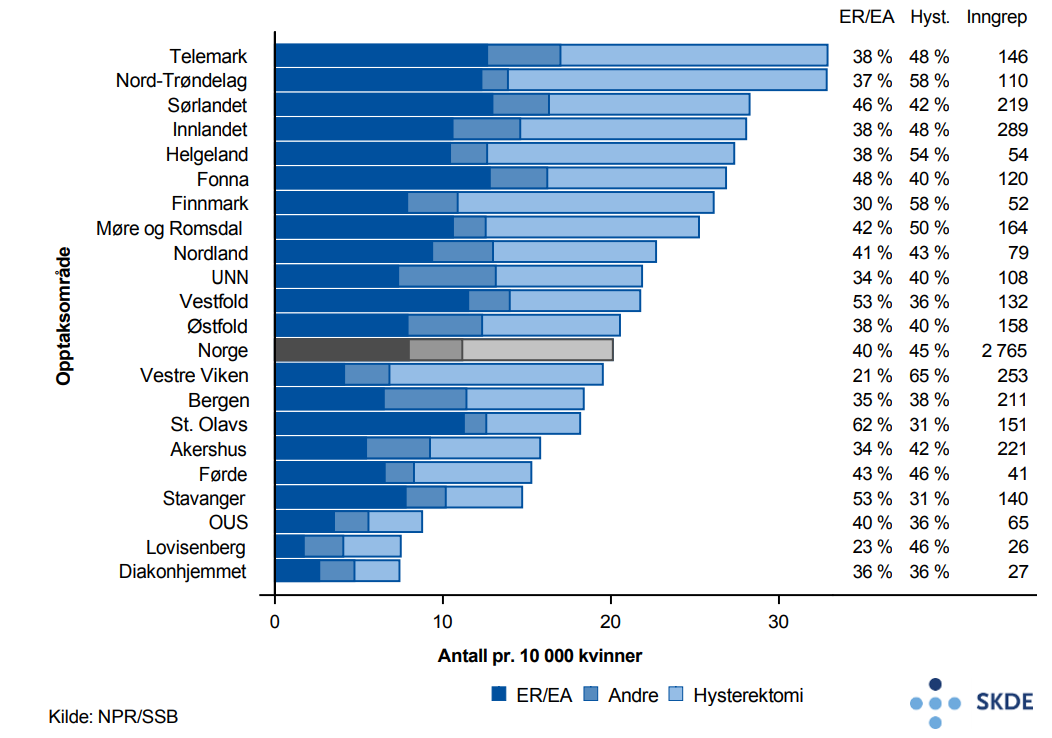 ER/EA Hyst. Inngrep
Telemark 38 % 48 % 146
Nord-Trøndelag 37 % 58 % 110
Sørlandet 46 % 42 % 219
Innlandet 38 % 48 % 289
Helgeland 38 % 54 % 54
Fonna 48 % 40 % 120
Finnmark 30 % 58 % 52
Møre og Romsdal 42 % 50 % 164
Nordland 41 % 43 % 79
UNN 34 % 40 % 108
Vestfold 53 % 36 % 132
Østfold 38 % 40 % 158
Norge 40 % 45 % 2 765
Vestre Viken 21 % 65 % 253
Bergen 35 % 38 % 211
St. Olavs 62 % 31 % 151
Akershus 34 % 42 % 221
Førde 43 % 46 % 41
Stavanger 53 % 31 % 140
OUS 40 % 36 % 65
Lovisenberg 23 % 46 % 26
Diakonhjemmet 36 % 36 % 27
Opptaksområde
0 10 20 30
Antall pr. 10 000 kvinner
ER/EA Andre Hysterektomi
Kilde: NPR/SSB
SKDE